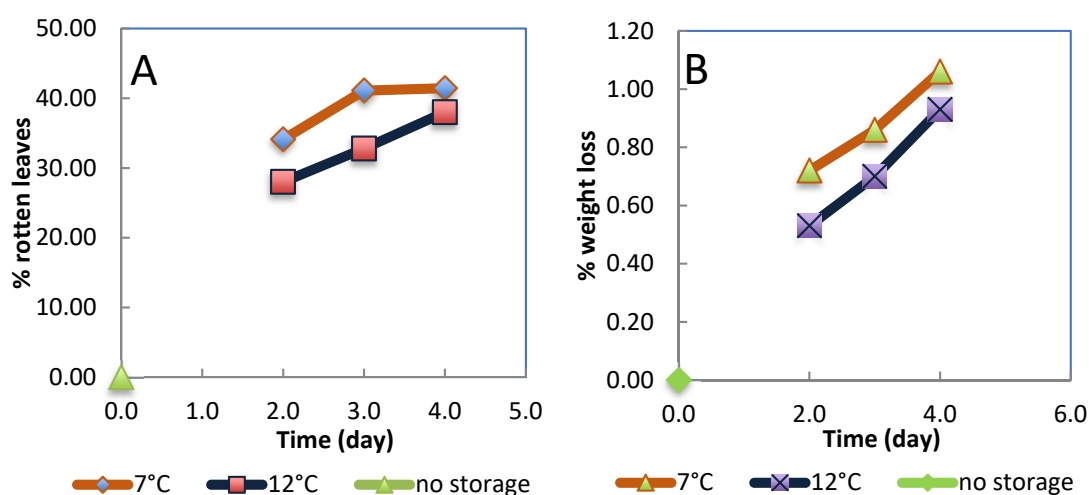 A
% rotten leaves
50.00
40.00
30.00
20.00
10.00
0.00
0.0 1.0 2.0 3.0 4.0 5.0
Time (day)
7°C 12°C no storage
B
% weight loss
1.20
1.00
0.80
0.60
0.40
0.20
0.00
0.0 2.0 4.0 6.0
Time (day)
7°C 12°C no storage